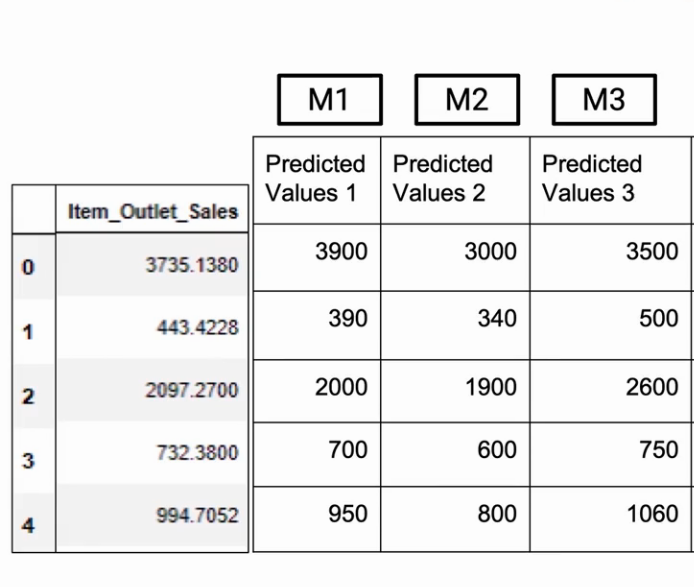 M1 M2 M3
Item_Outlet_Sales Predicted Values 1 Predicted Values 2 Predicted Values 3
0 3735.1380 3900 3000 3500
1 443.4228 390 340 500
2 2097.2700 2000 1900 2600
3 732.3800 700 600 750
4 994.7052 950 800 1060